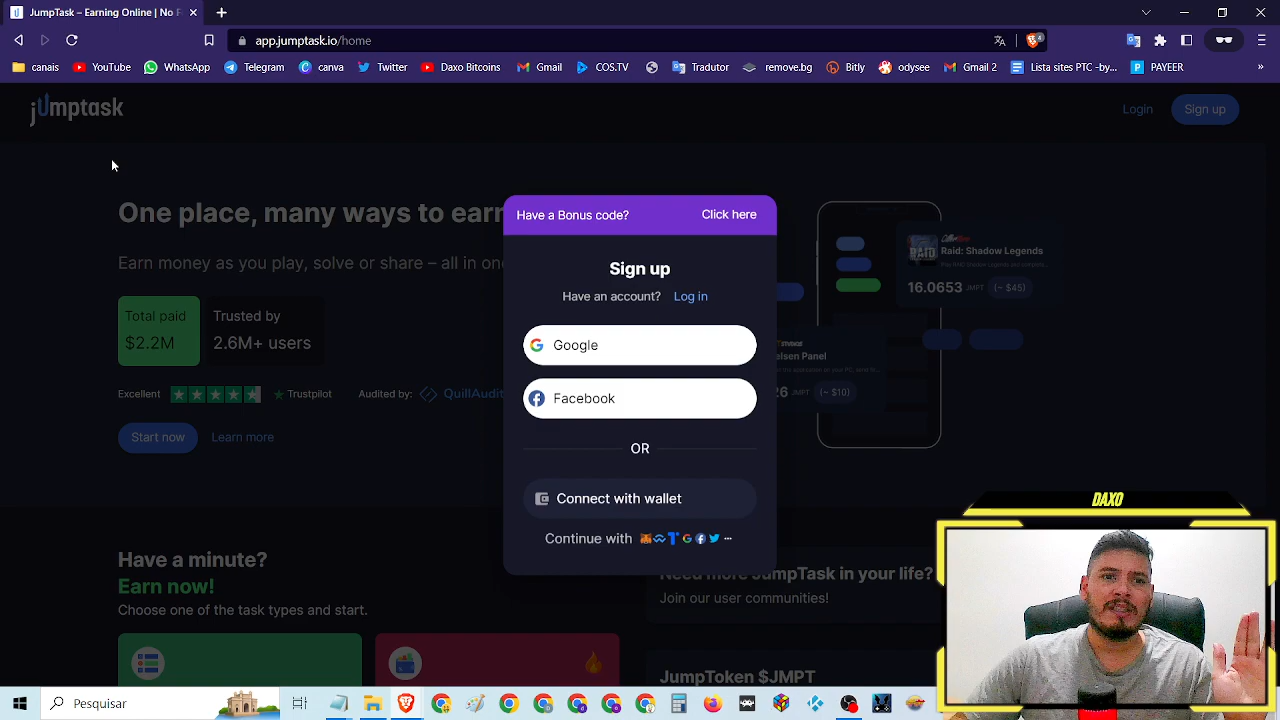 JumpTask – Earning Online | No F
app.jumptask.io/home
4
canais
YouTube
WhatsApp
Telegram
canva
Twitter
Daxo Bitcoins
Gmail
COS.TV
Tradutor
remove.bg
Bitly
odysee
Gmail 2
Lista sites PTC -by...
PAYEER
jUmptask
Login
Sign up
One place, many ways to earn
Earn money as you pay, save or share – all in one
Total paid
$2.2M
Trusted by
2.6M+ users
Excellent
Trustpilot
Audited by:
QuillAudit
Start now
Learn more
Have a Bonus code?
Click here
Sign up
Have an account? Log in
Google
Facebook
OR
Connect with wallet
Continue with
Raid: Shadow Legends
16.0653 JMPT (~ $45)
elsen Panel
26 JMPT (~ $10)
Have a minute?
Earn now!
Choose one of the task types and start.
Need more JumpTask in your life?
Join our user communities!
JumpToken $JMPT
DAXO
Pesquisar